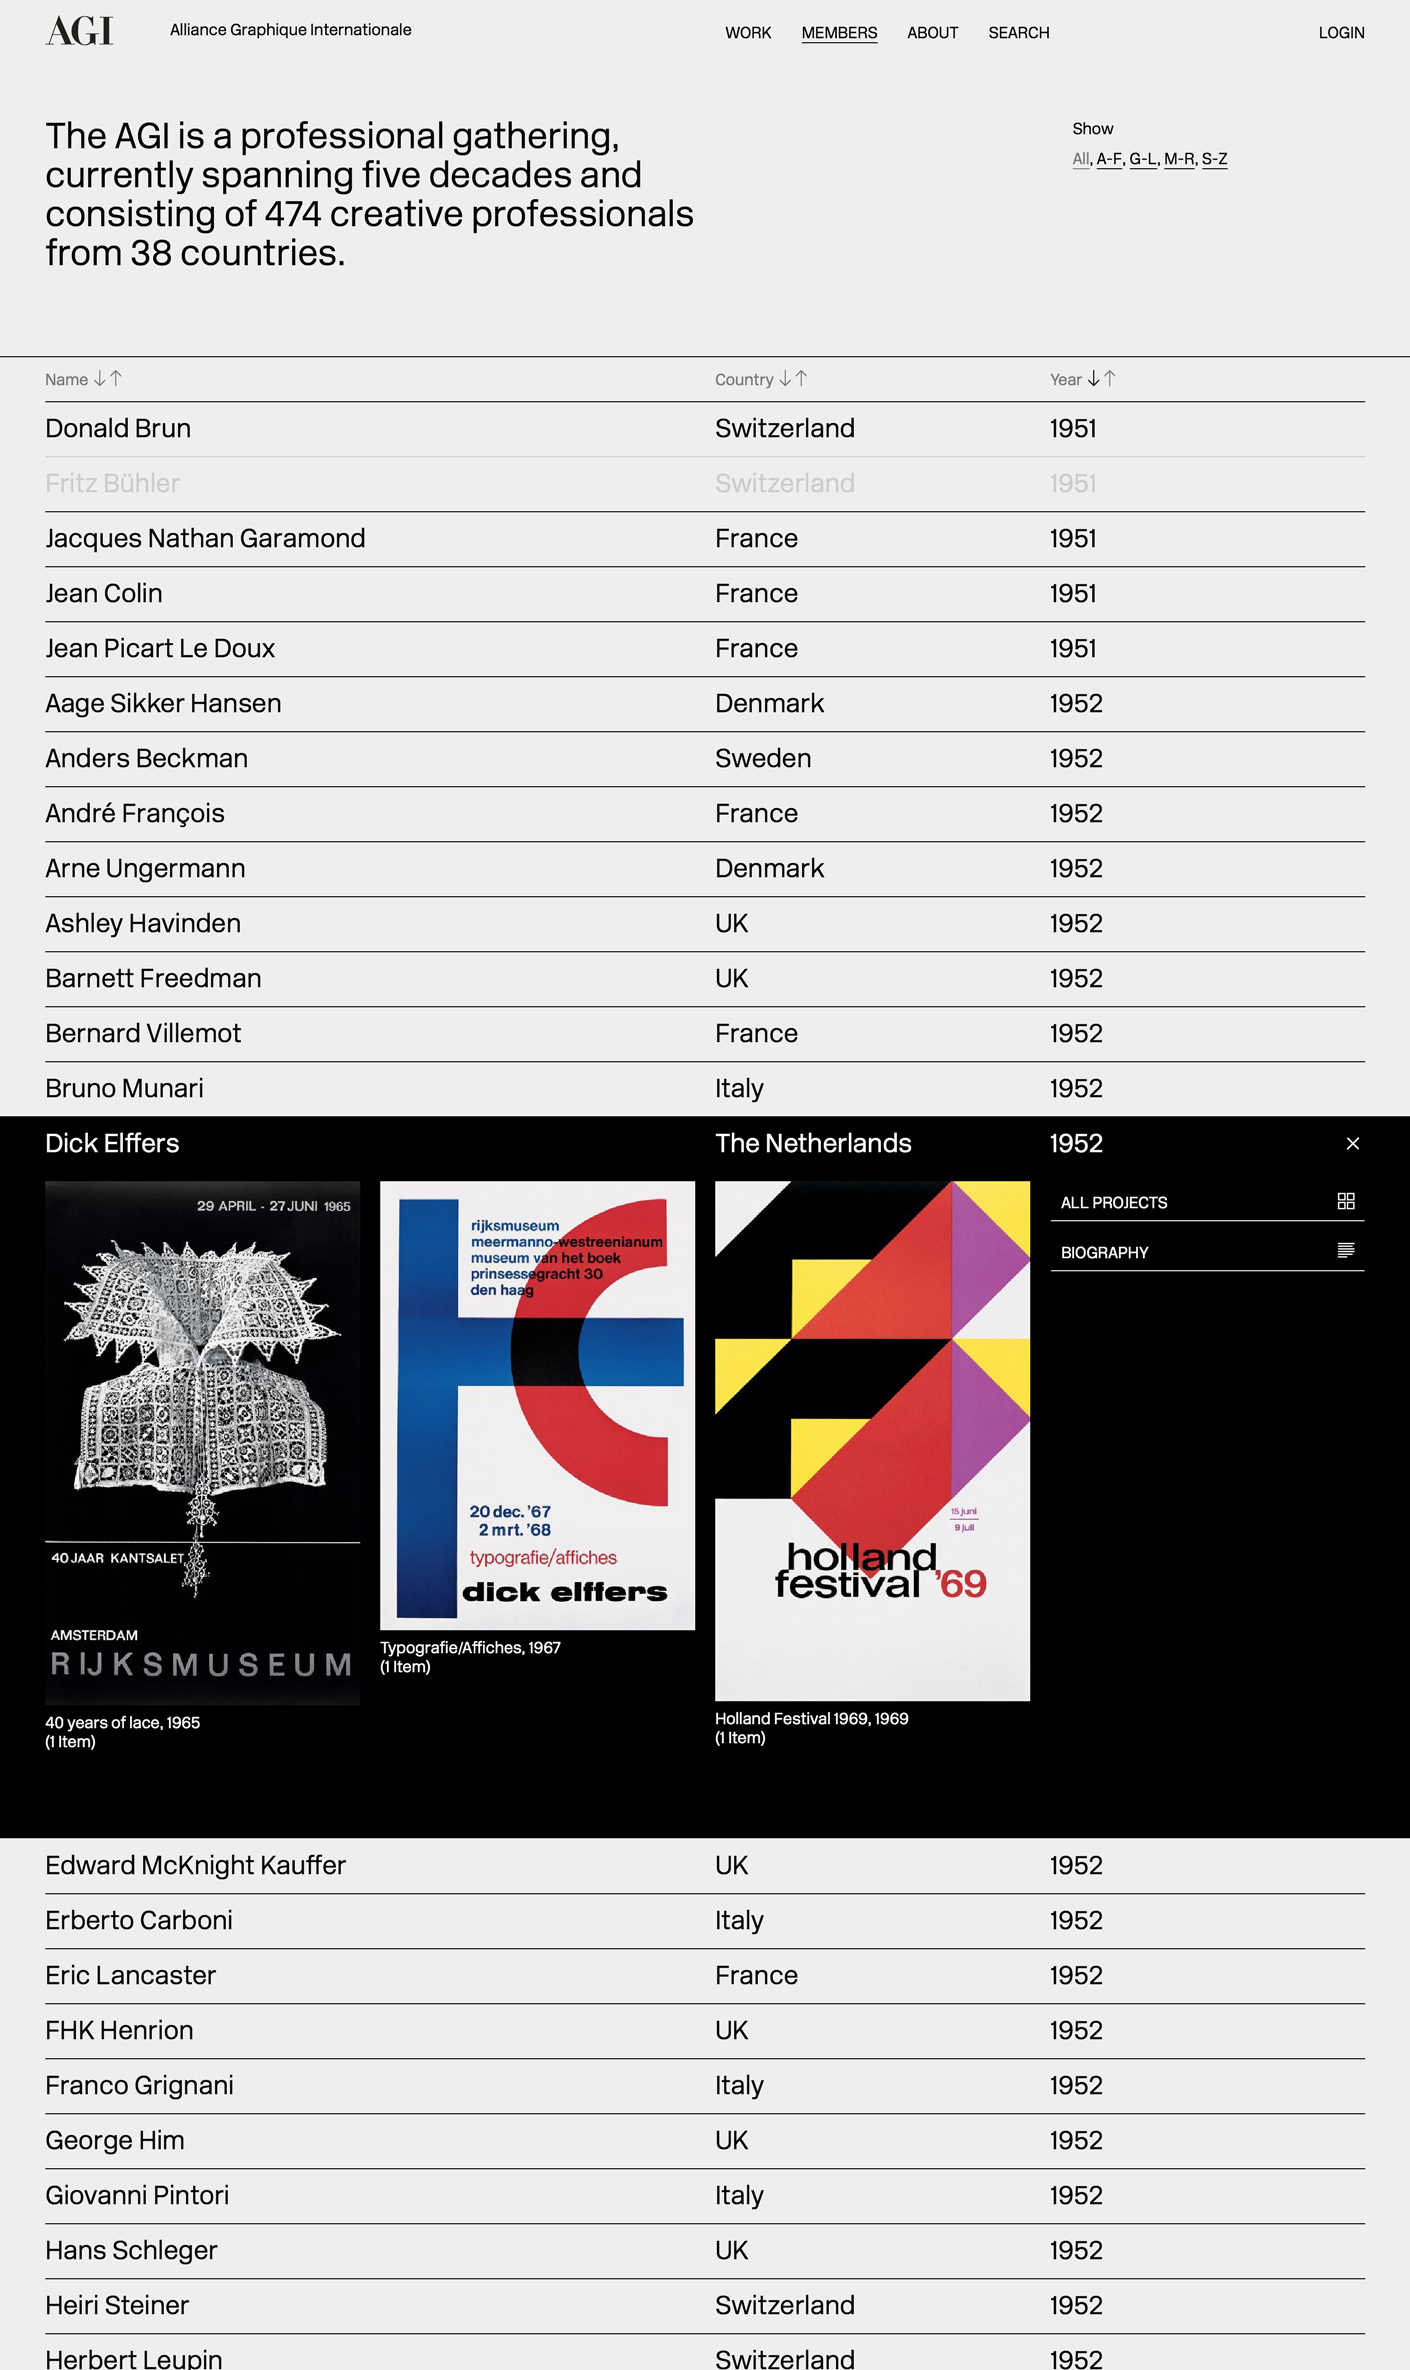 AGI
Alliance Graphique Internationale
WORK MEMBERS ABOUT SEARCH
LOGIN
The AGI is a professional gathering,
currently spanning five decades and
consisting of 474 creative professionals
from 38 countries.
Show
All, A-F, G-L, M-R, S-Z
Name ↓↑ Country ↓↑ Year ↓↑
Donald Brun Switzerland 1951
Fritz Bühler Switzerland 1951
Jacques Nathan Garamond France 1951
Jean Colin France 1951
Jean Picart Le Doux France 1951
Aage Sikker Hansen Denmark 1952
Anders Beckman Sweden 1952
André François France 1952
Arne Ungermann Denmark 1952
Ashley Havinden UK 1952
Barnett Freedman UK 1952
Bernard Villemot France 1952
Bruno Munari Italy 1952
Dick Elffers The Netherlands 1952
29 APRIL - 27 JUNI 1965
40 JAAR KANTSALET
AMSTERDAM
RIJKSMUSEUM
40 years of lace, 1965
(1 Item)
rijksmuseum
meermanno-westreenianum
museum van het boek
prinsessegracht 30
den haag
20 dec. '67
2 mrt. '68
typografie/affiches
dick elffers
Typografie/Affiches, 1967
(1 Item)
15 juni
9 juli
holland
festival '69
Holland Festival 1969, 1969
(1 Item)
ALL PROJECTS
BIOGRAPHY
Edward McKnight Kauffer UK 1952
Erberto Carboni Italy 1952
Eric Lancaster France 1952
FHK Henrion UK 1952
Franco Grignani Italy 1952
George Him UK 1952
Giovanni Pintori Italy 1952
Hans Schleger UK 1952
Heiri Steiner Switzerland 1952
Herbert Leupin Switzerland 1952